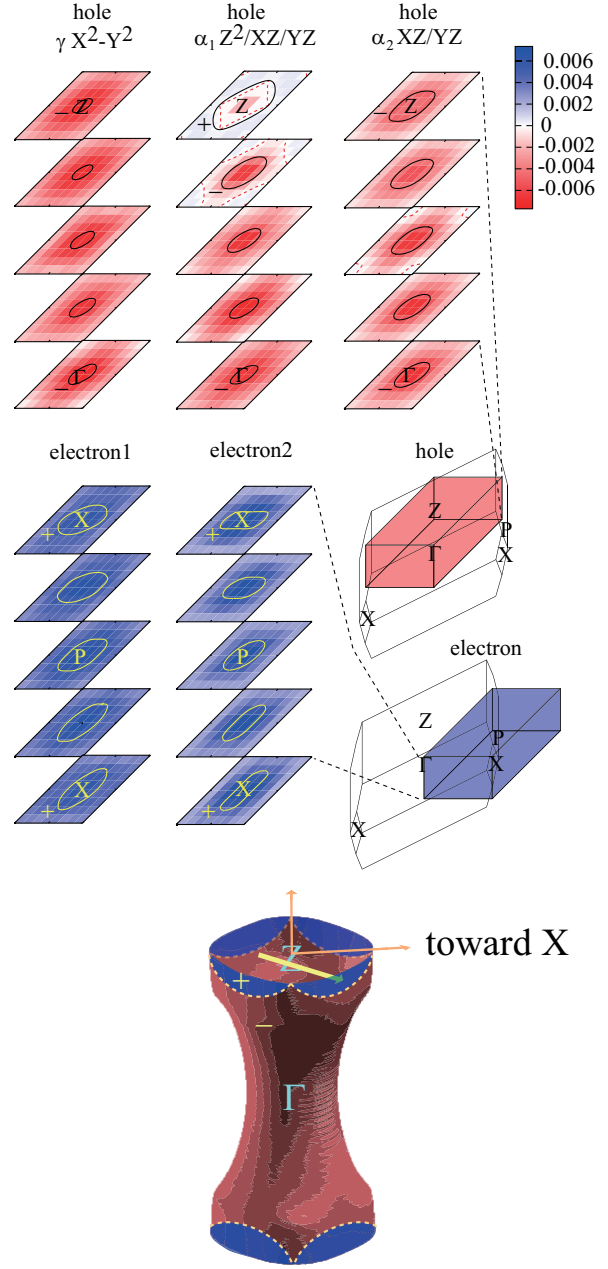 hole hole hole
γ X²-Y² α₁ Z²/XZ/YZ α₂ XZ/YZ
0.006
0.004
0.002
0
-0.002
-0.004
-0.006
− Z
+ Z
− Z
−
− Γ
− Γ
− Γ
electron1 electron2 hole
+ X
+ X
Z
P
Γ
X
X
P
P
electron
Z
P
Γ
X
X
+ X
+ X
toward X
Z
+
−
Γ